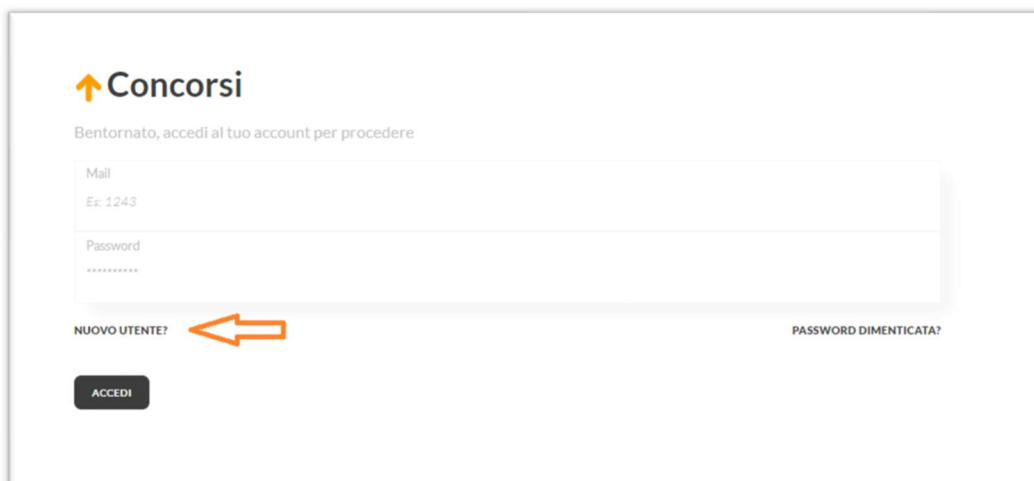 Concorsi
Bentornato, accedi al tuo account per procedere
Mail
Es: 1243
Password
**********
NUOVO UTENTE? PASSWORD DIMENTICATA?
ACCEDI